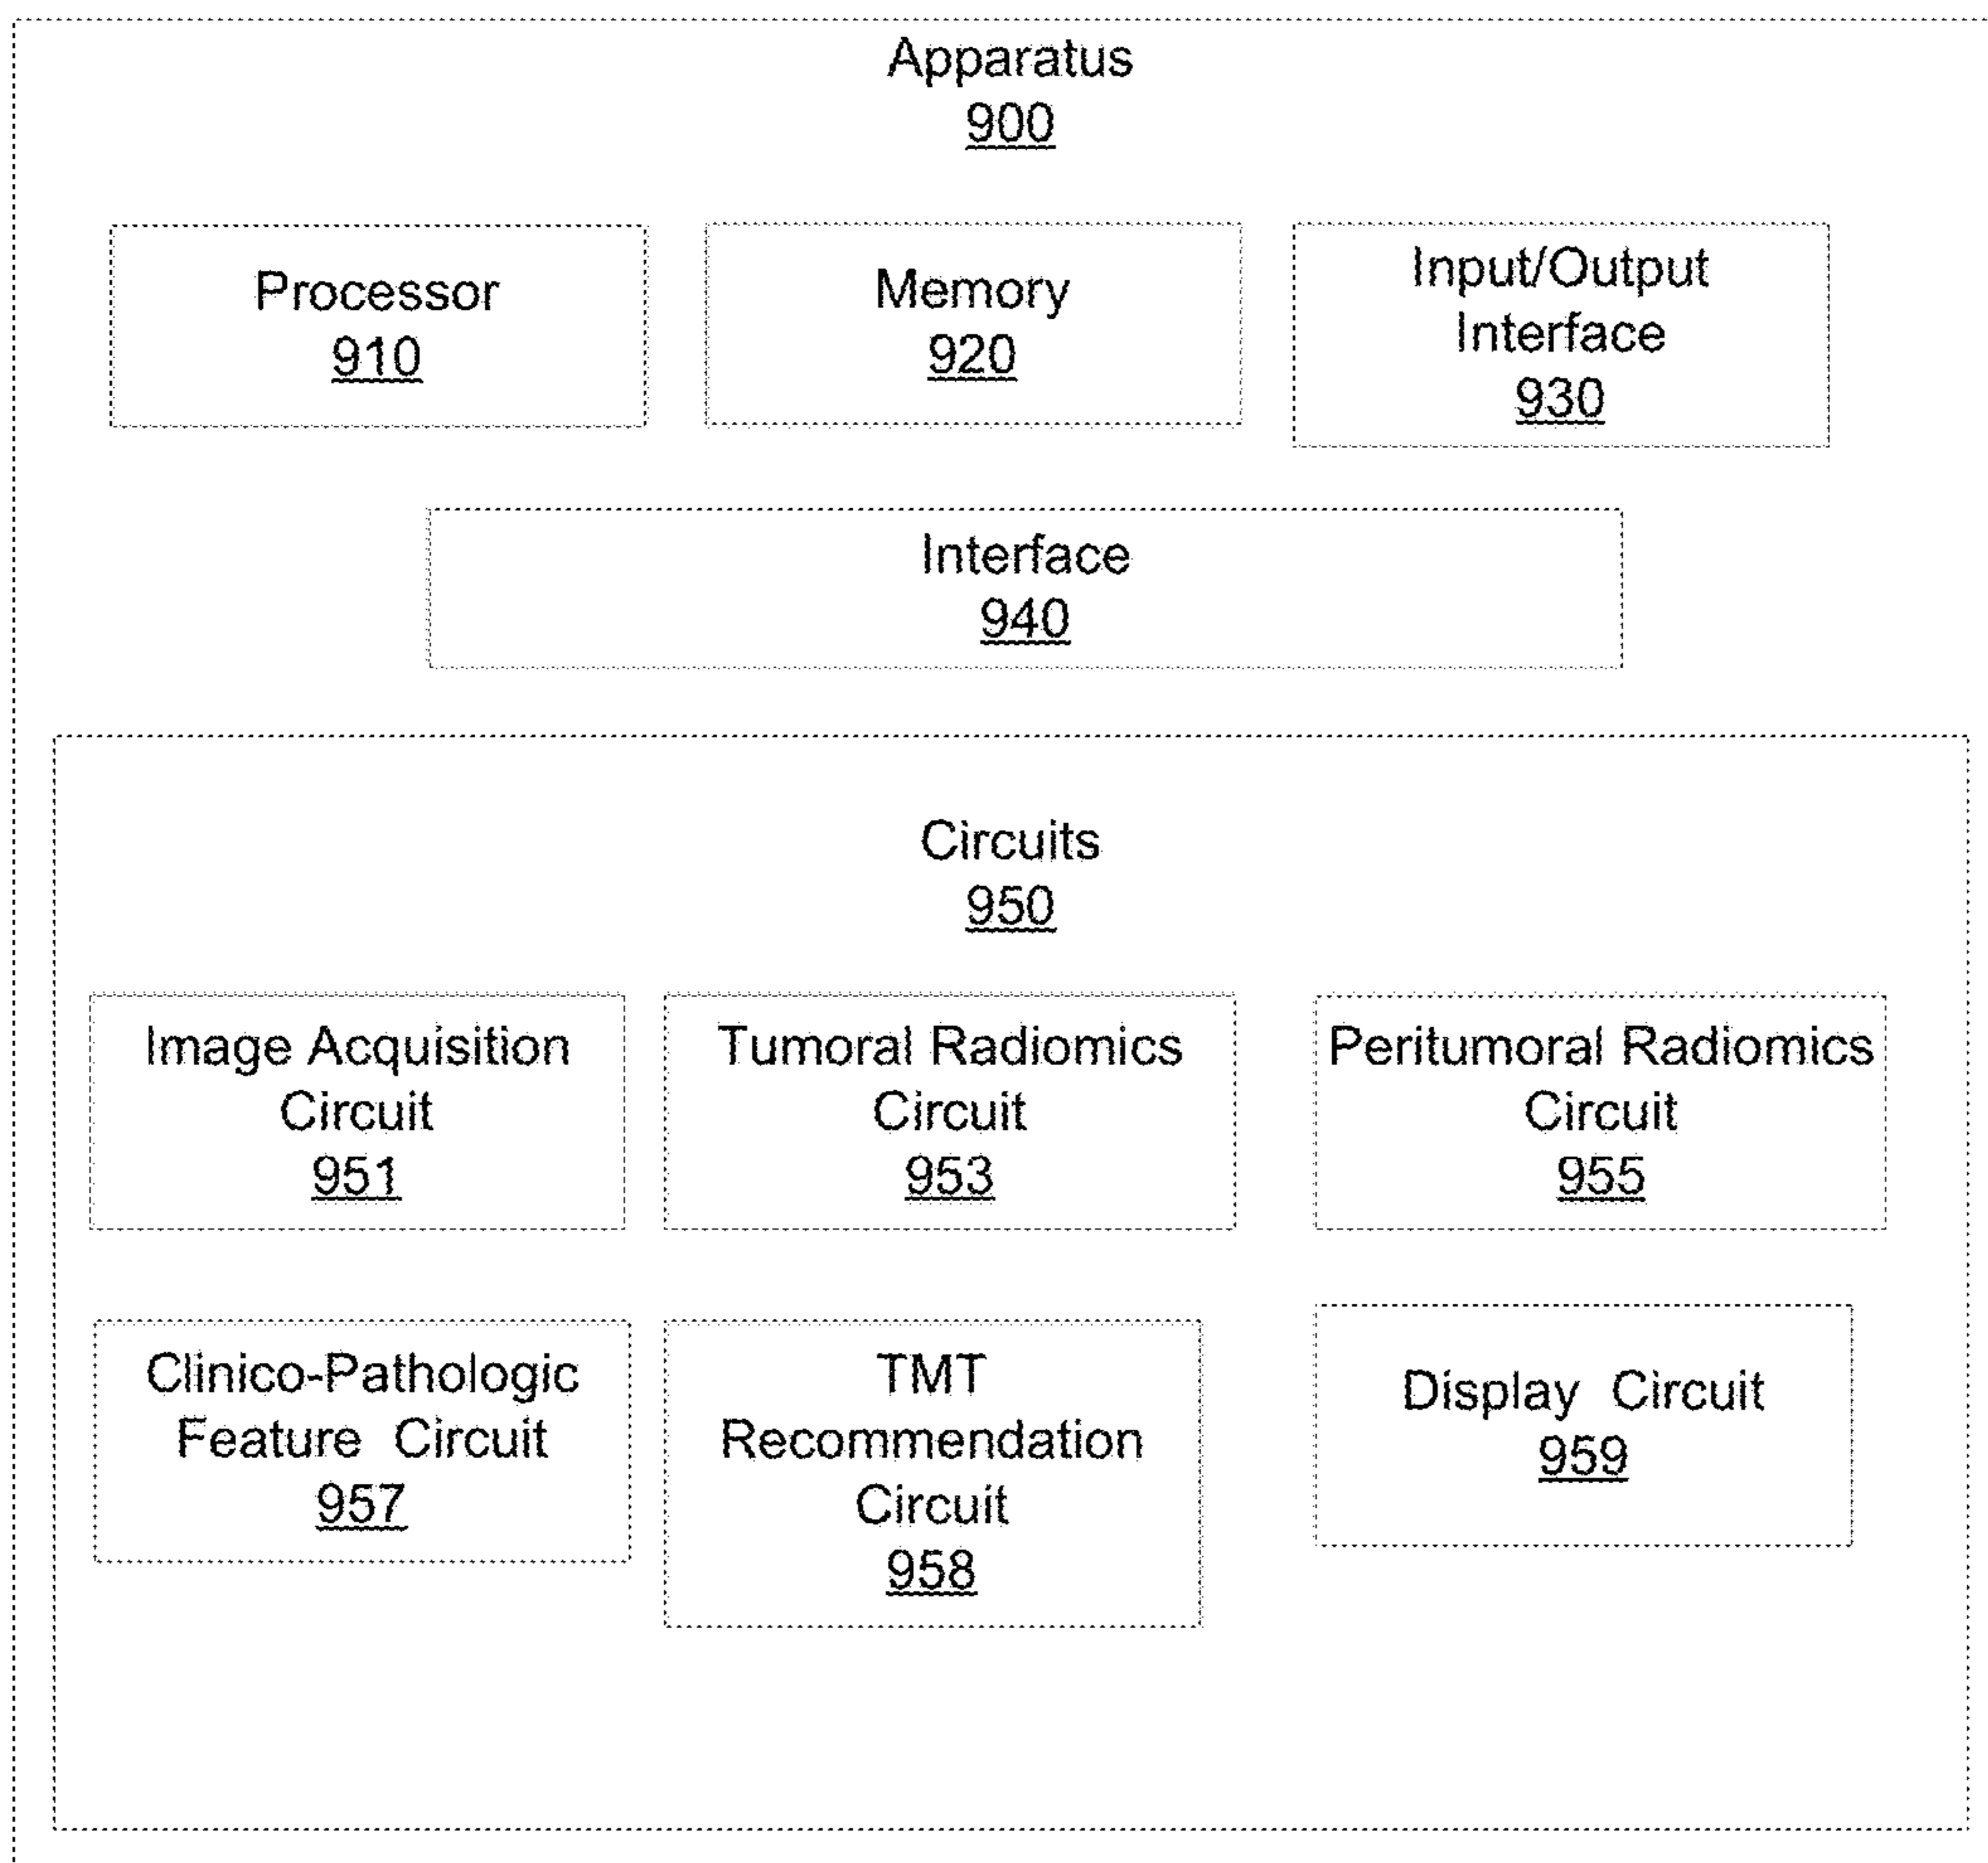 Apparatus
900
Processor
910
Memory
920
Input/Output
Interface
930
Interface
940
Circuits
950
Image Acquisition
Circuit
951
Tumoral Radiomics
Circuit
953
Peritumoral Radiomics
Circuit
955
Clinico-Pathologic
Feature Circuit
957
TMT
Recommendation
Circuit
958
Display Circuit
959